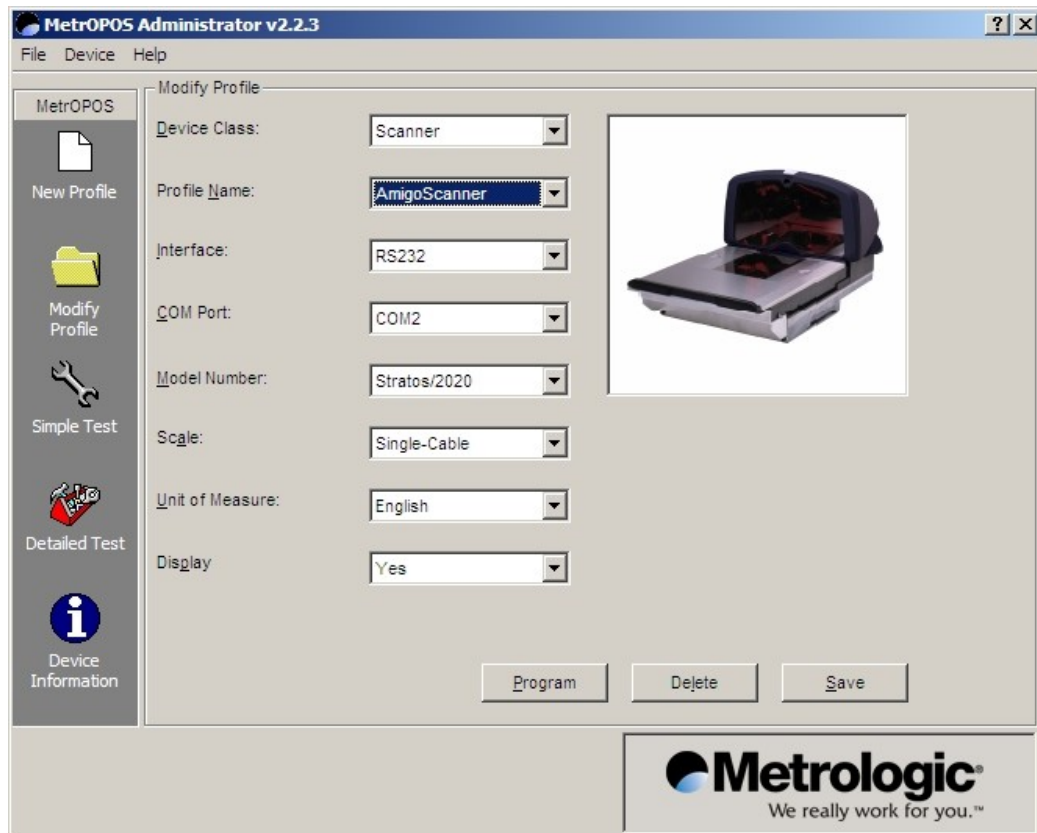 MetrOPOS Administrator v2.2.3
File Device Help
MetrOPOS
New Profile
Modify
Profile
Simple Test
Detailed Test
Device
Information
Modify Profile
Device Class: Scanner
Profile Name: AmigoScanner
Interface: RS232
COM Port: COM2
Model Number: Stratos/2020
Scale: Single-Cable
Unit of Measure: English
Display Yes
Program Delete Save
Metrologic®
We really work for you.™